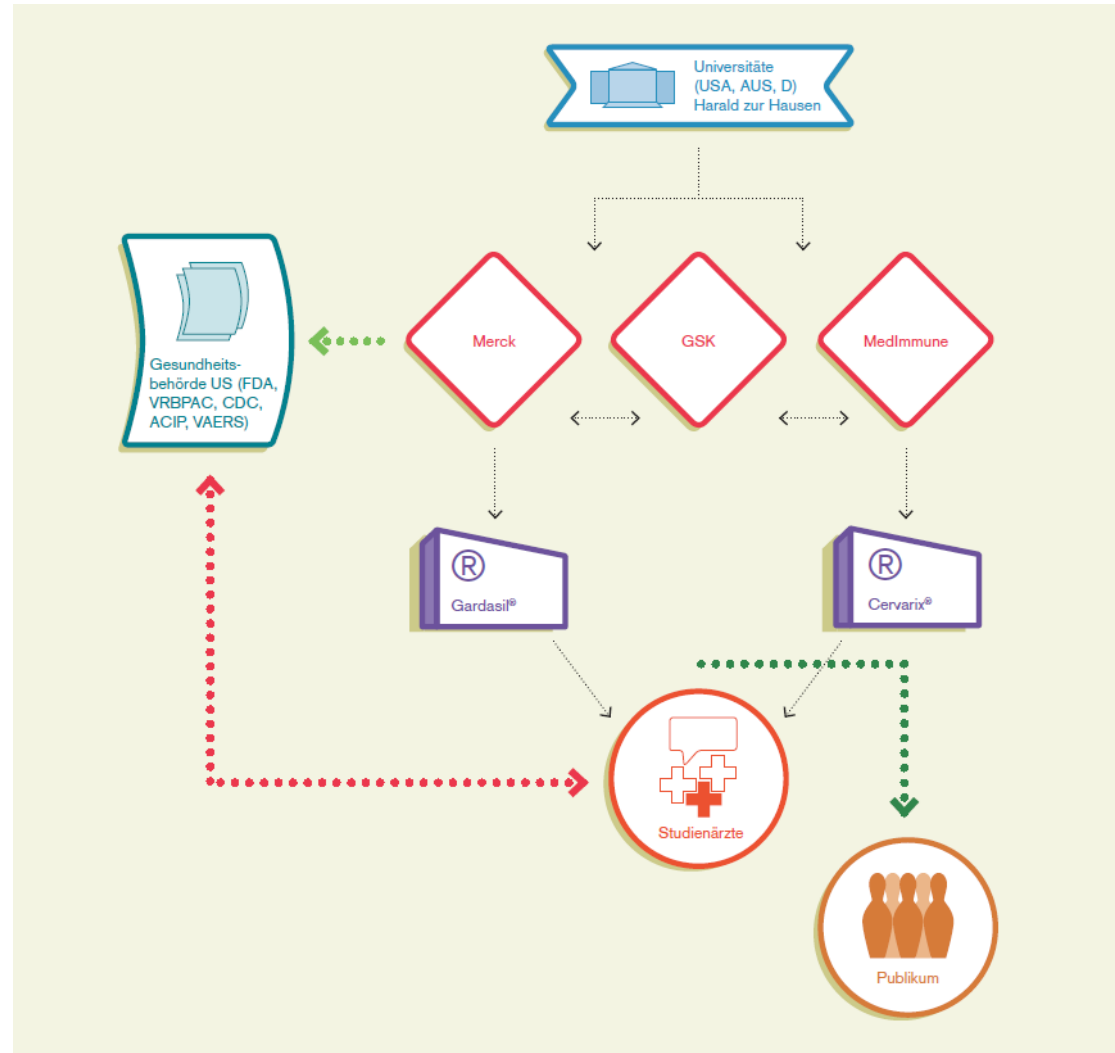 Universitäte
(USA, AUS, D)
Harald zur Hausen
Merck
GSK
MedImmune
Gesundheits-
behörde US (FDA,
VRBPAC, CDC,
ACIP, VAERS)
®
Gardasil®
®
Cervarix®
Studienärzte
Publikum